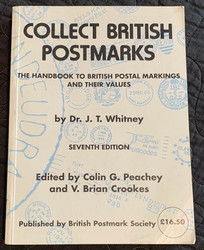 COLLECT BRITISH
POSTMARKS
THE HANDBOOK TO BRITISH POSTAL MARKINGS
AND THEIR VALUES
by Dr. J. T. Whitney
SEVENTH EDITION
Edited by Colin G. Peachey
and V. Brian Crookes
Published by British Postmark Society
£16.50